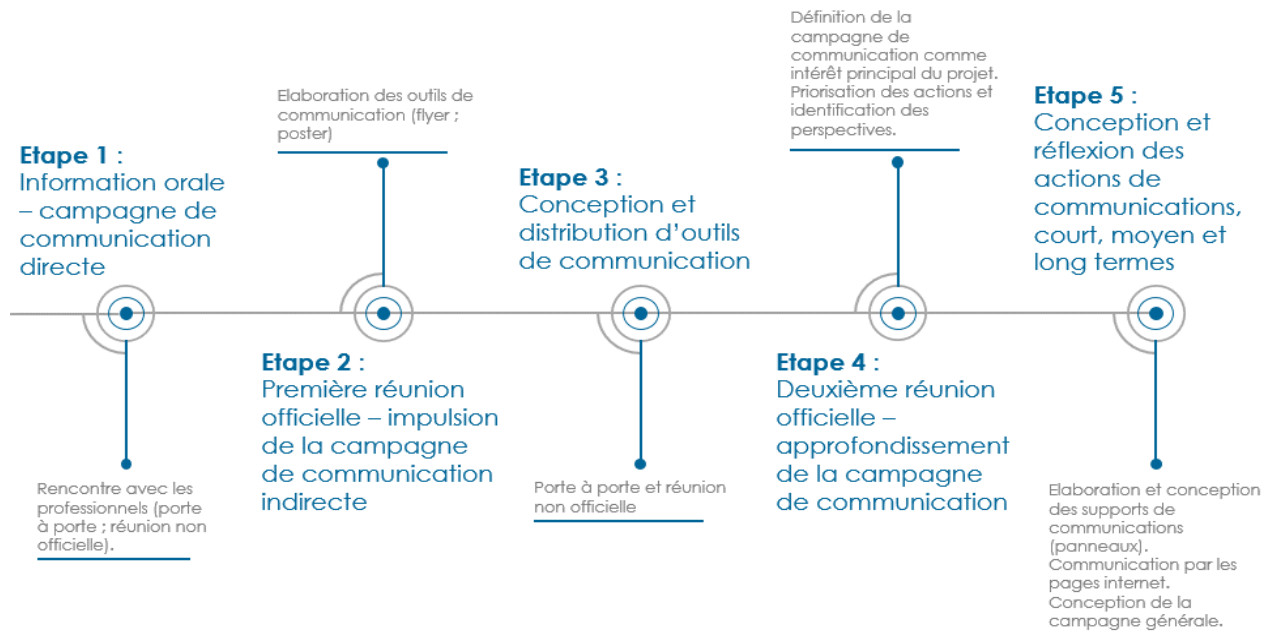 Etape 1 :
Information orale
– campagne de
communication
directe
Rencontre avec les
professionnels (porte
à porte ; réunion non
officielle).
Elaboration des outils de
communication (flyer ;
poster)
Etape 2 :
Première réunion
officielle – impulsion
de la campagne
de communication
indirecte
Etape 3 :
Conception et
distribution d’outils
de communication
Porte à porte et réunion
non officielle
Définition de la
campagne de
communication comme
intérêt principal du projet.
Priorisation des actions et
identification des
perspectives.
Etape 4 :
Deuxième réunion
officielle –
approfondissement
de la campagne
de communication
Etape 5 :
Conception et
réflexion des
actions de
communications,
court, moyen et
long termes
Elaboration et conception
des supports de
communications
(panneaux).
Communication par les
pages internet.
Conception de la
campagne générale.